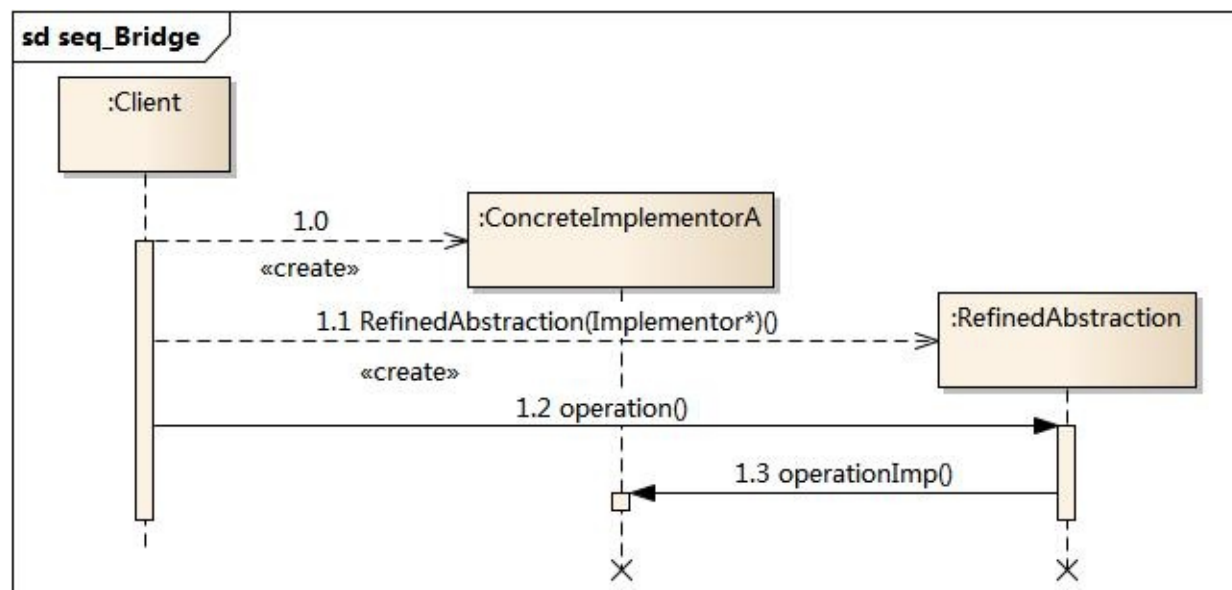 sd seq_Bridge
:Client
:ConcreteImplementorA
1.0
«create»
:RefinedAbstraction
1.1 RefinedAbstraction(Implementor*)()
«create»
1.2 operation()
1.3 operationImp()